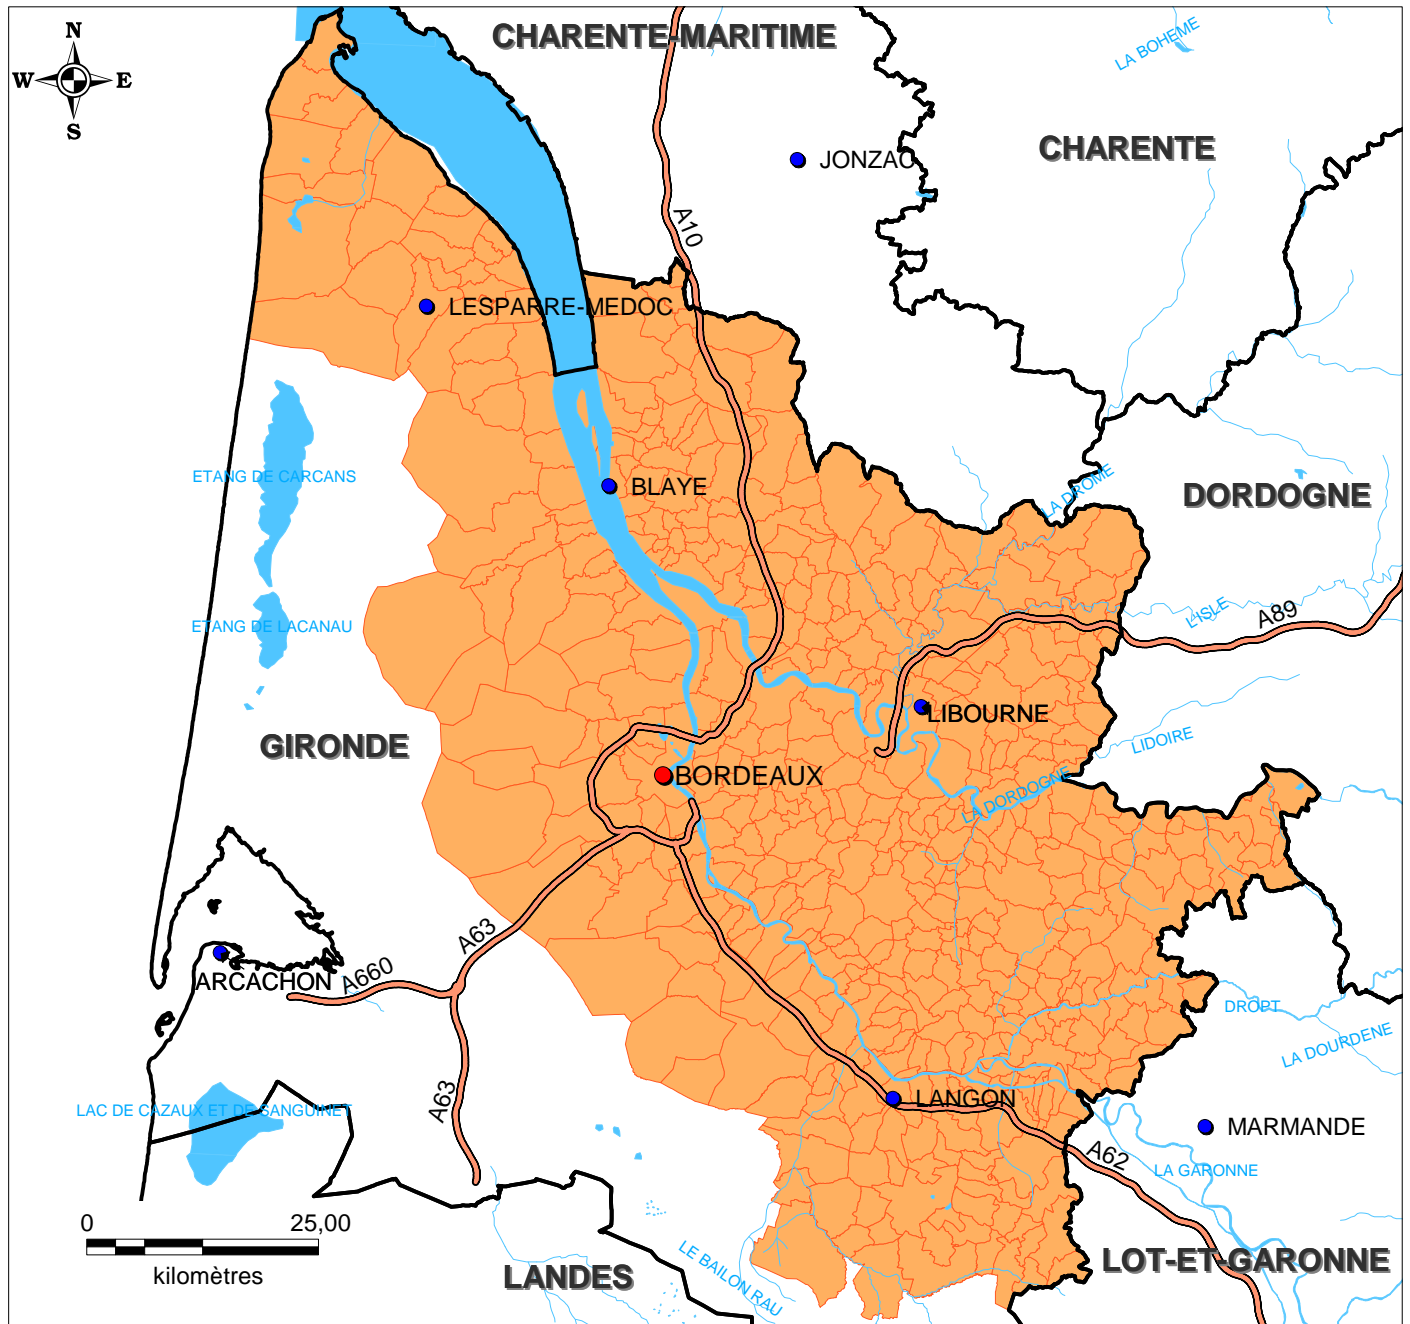 N
CHARENTE-MARITIME
LA BOHEME
W E
S
CHARENTE
JONZAC
A10
LESPARRE-MEDOC
ETANG DE CARCANS
BLAYE
LA DROME
DORDOGNE
ETANG DE LACANAU
L'ISLE
A89
LIBOURNE
GIRONDE
LIDOIRE
BORDEAUX
LA DORDOGNE
A63
A660
ARCACHON
DROPT
LA DOURDENE
A63
LANGON
LAC DE CAZAUX ET DE SANGUINET
MARMANDE
A62
LA GARONNE
0 25,00
kilomètres
LE BAILON RAU
LANDES
LOT-ET-GARONNE